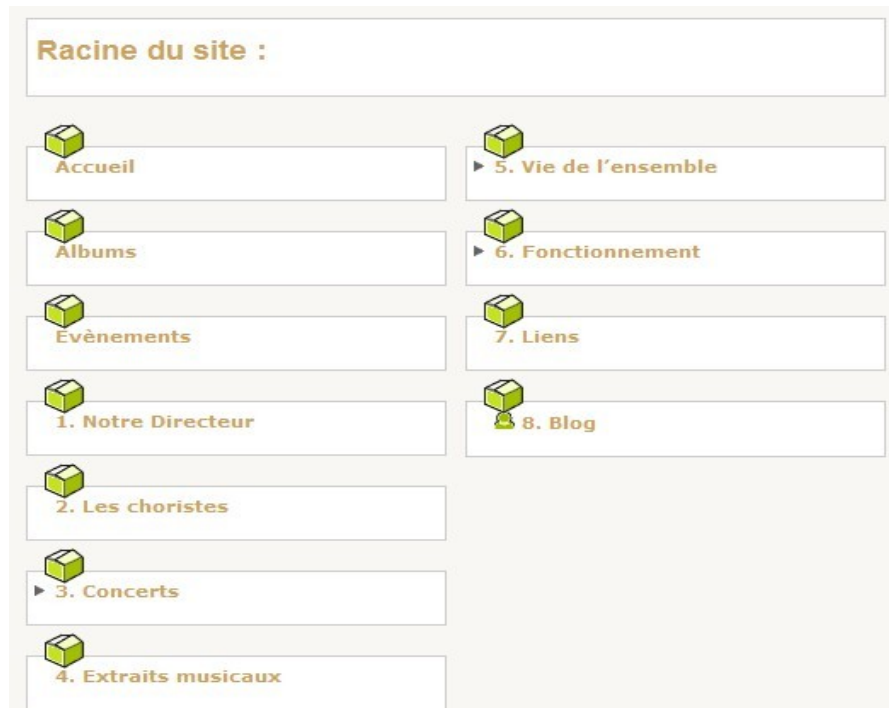 Racine du site :
Accueil
Albums
Evènements
1. Notre Directeur
2. Les choristes
3. Concerts
4. Extraits musicaux
5. Vie de l’ensemble
6. Fonctionnement
7. Liens
8. Blog